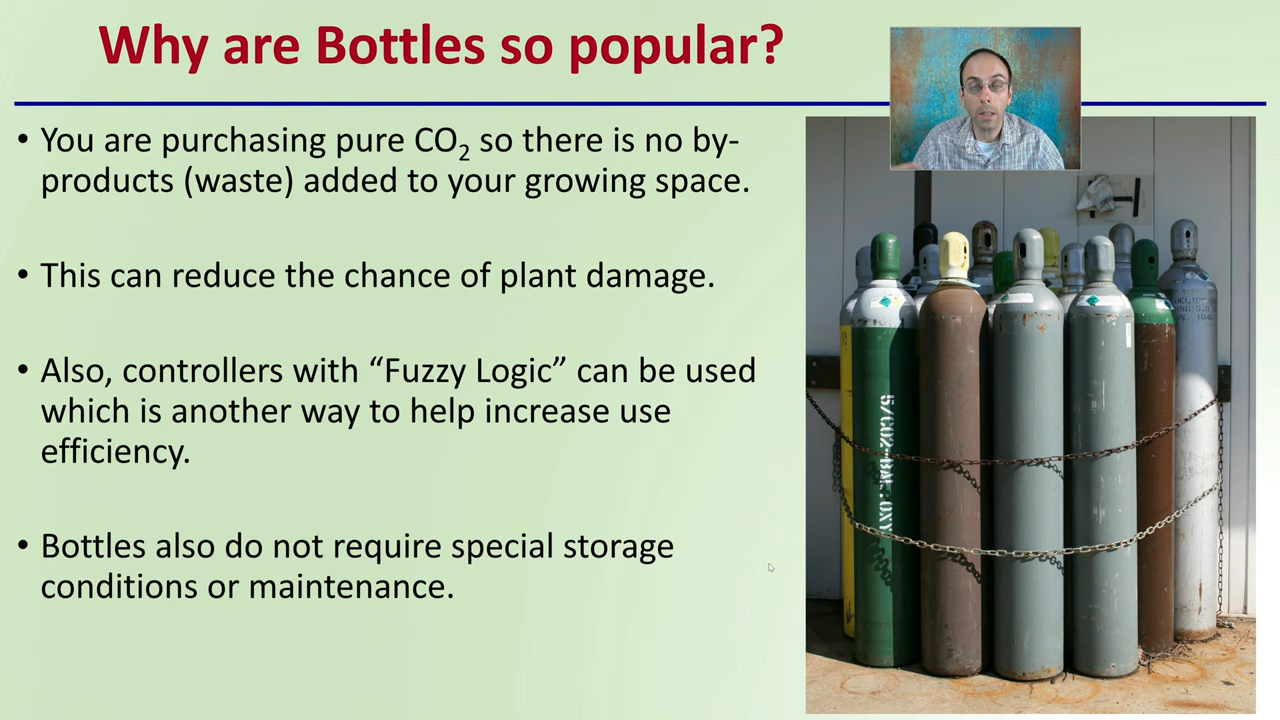 Why are Bottles so popular?
• You are purchasing pure CO₂ so there is no by-
products (waste) added to your growing space.
• This can reduce the chance of plant damage.
• Also, controllers with “Fuzzy Logic” can be used
which is another way to help increase use
efficiency.
• Bottles also do not require special storage
conditions or maintenance.